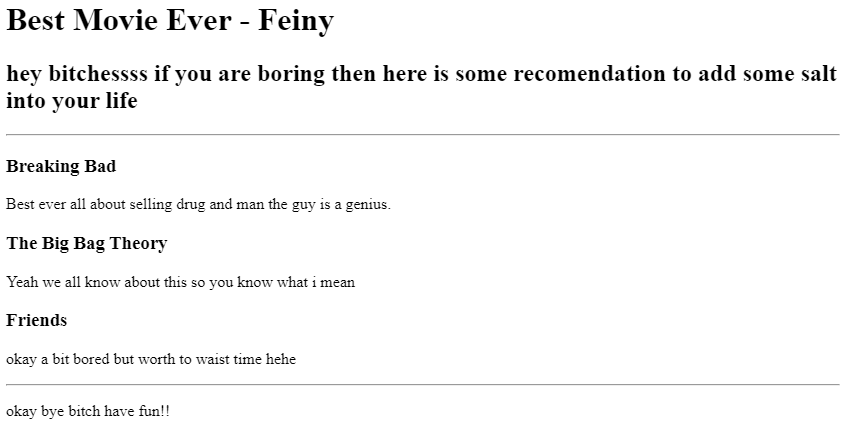 Best Movie Ever - Feiny
hey bitchessss if you are boring then here is some recomendation to add some salt
into your life
Breaking Bad
Best ever all about selling drug and man the guy is a genius.
The Big Bag Theory
Yeah we all know about this so you know what i mean
Friends
okay a bit bored but worth to waist time hehe
okay bye bitch have fun!!